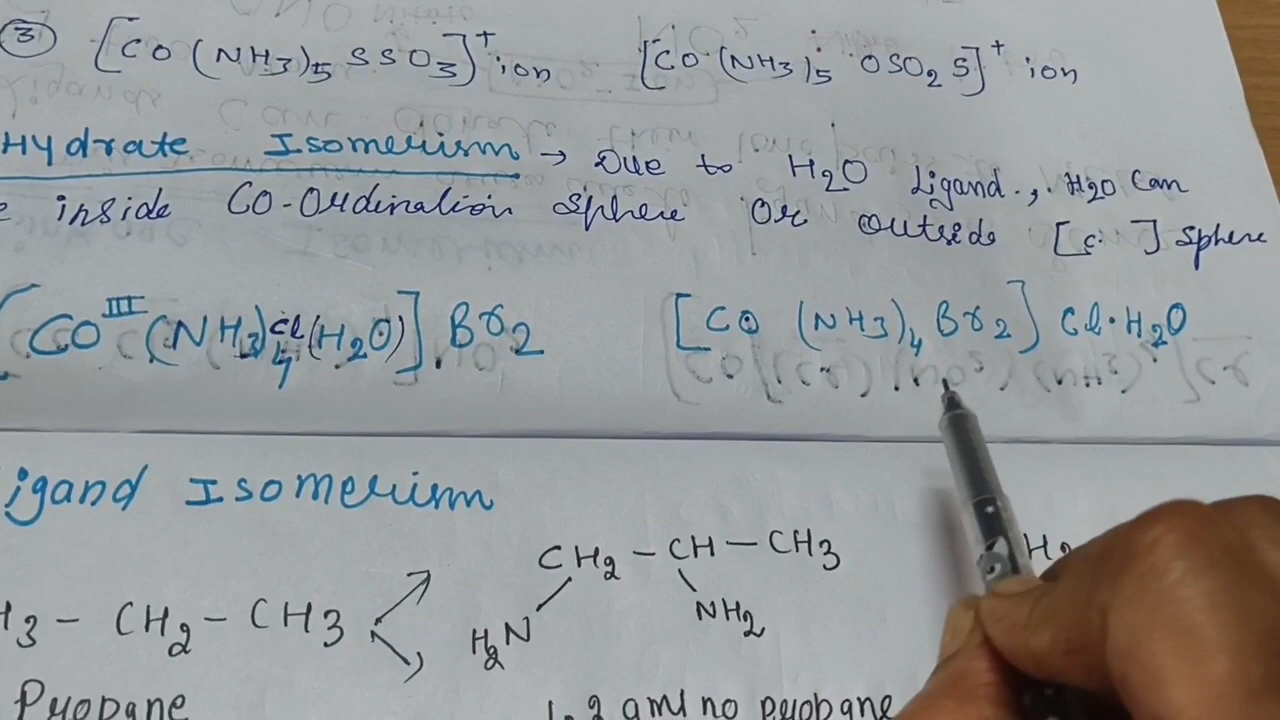 ③ [CO (NH3)5 SSO3]+ ion [CO (NH3)5 OSO2S]+ ion
Hydrate Isomerism → Due to H2O Ligand., H2O can
inside CO-Ordination sphere Or outside [c. ] sphere
[CO III (NH3)4 Cl (H2O)].Br2 [CO (NH3)4 Br2] Cl.H2O
igand Isomerism
CH2 - CH - CH3
H3 - CH2 - CH3
H2N NH2
Propane 1,2 amino propane